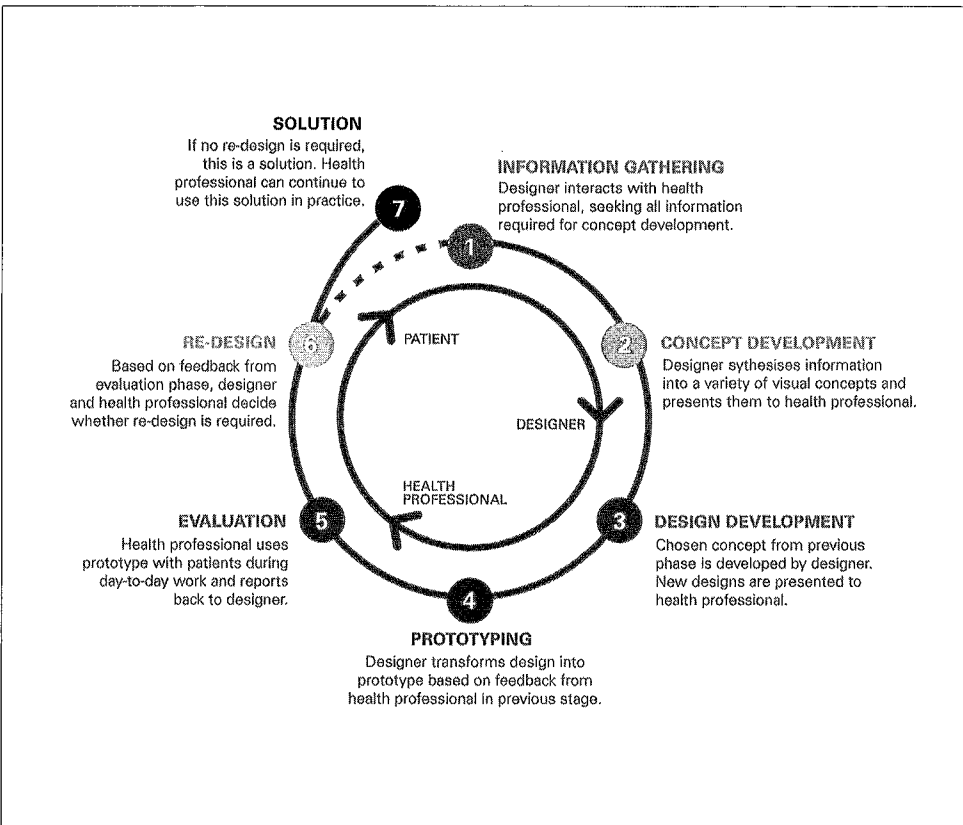 SOLUTION
If no re-design is required,
this is a solution. Health
professional can continue to
use this solution in practice.
7
INFORMATION GATHERING
Designer interacts with health
professional, seeking all information
required for concept development.
1
PATIENT
RE-DESIGN
Based on feedback from
evaluation phase, designer
and health professional decide
whether re-design is required.
6
2
CONCEPT DEVELOPMENT
Designer sythesises information
into a variety of visual concepts and
presents them to health professional.
DESIGNER
HEALTH
PROFESSIONAL
EVALUATION
Health professional uses
prototype with patients during
day-to-day work and reports
back to designer.
5
3
DESIGN DEVELOPMENT
Chosen concept from previous
phase is developed by designer.
New designs are presented to
health professional.
4
PROTOTYPING
Designer transforms design into
prototype based on feedback from
health professional in previous stage.